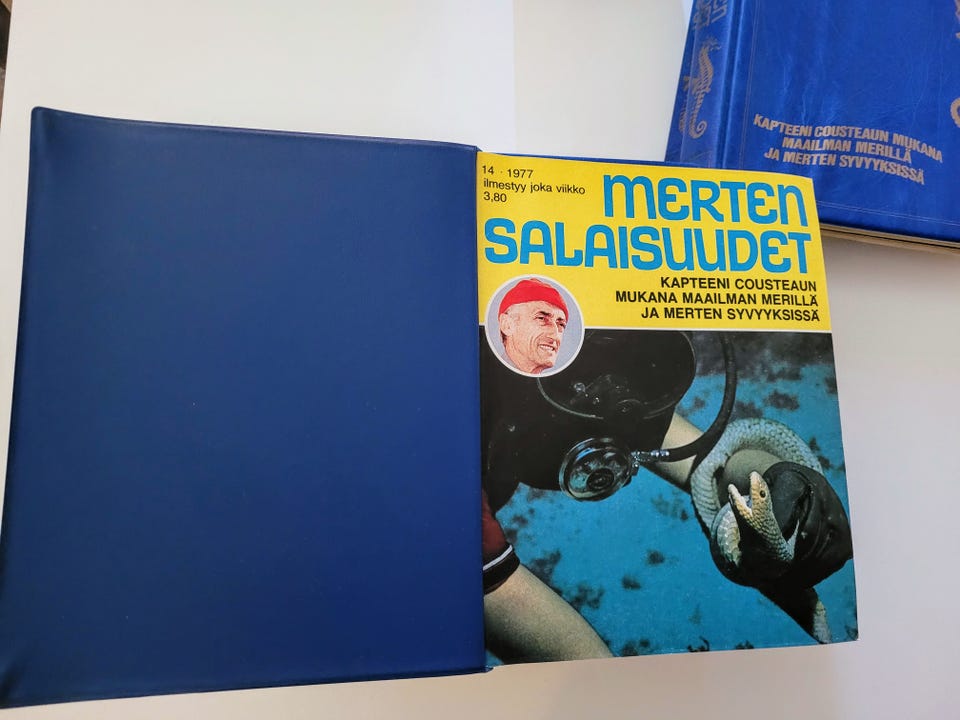 14 · 1977
ilmestyy joka viikko
3,80
MERTEN
SALAISUUDET
KAPTEENI COUSTEAUN
MUKANA MAAILMAN MERILLÄ
JA MERTEN SYVYYKSISSÄ
KAPTEENI COUSTEAUN MUKANA
MAAILMAN MERILLÄ
JA MERTEN SYVYYKSISSÄ